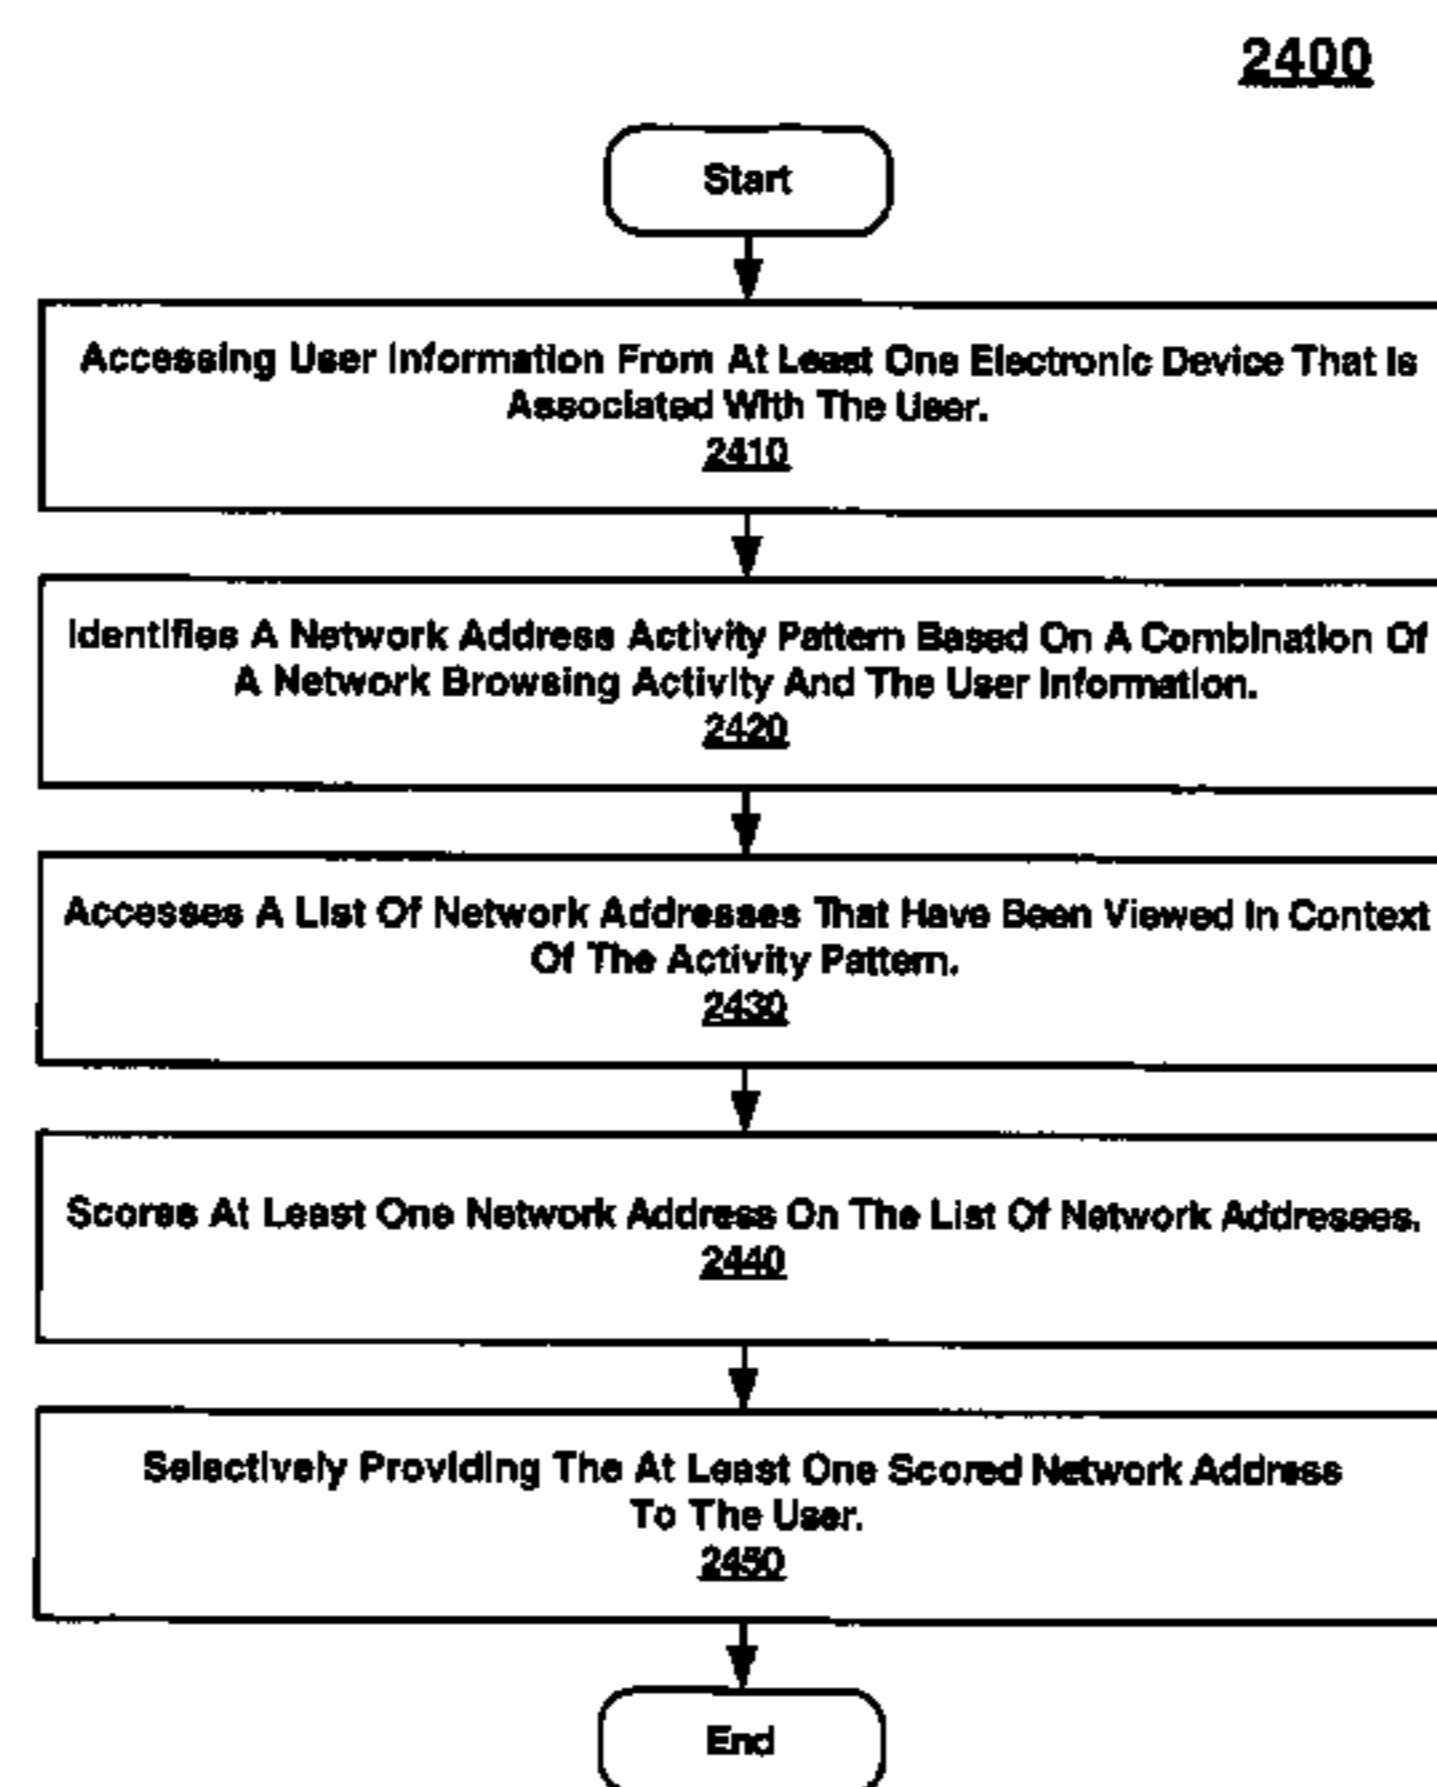 2400
Start
Accessing User Information From At Least One Electronic Device That Is
Associated With The User.
2410
Identifies A Network Address Activity Pattern Based On A Combination Of
A Network Browsing Activity And The User Information.
2420
Accesses A List Of Network Addresses That Have Been Viewed In Context
Of The Activity Pattern.
2430
Scores At Least One Network Address On The List Of Network Addresses.
2440
Selectively Providing The At Least One Scored Network Address
To The User.
2450
End